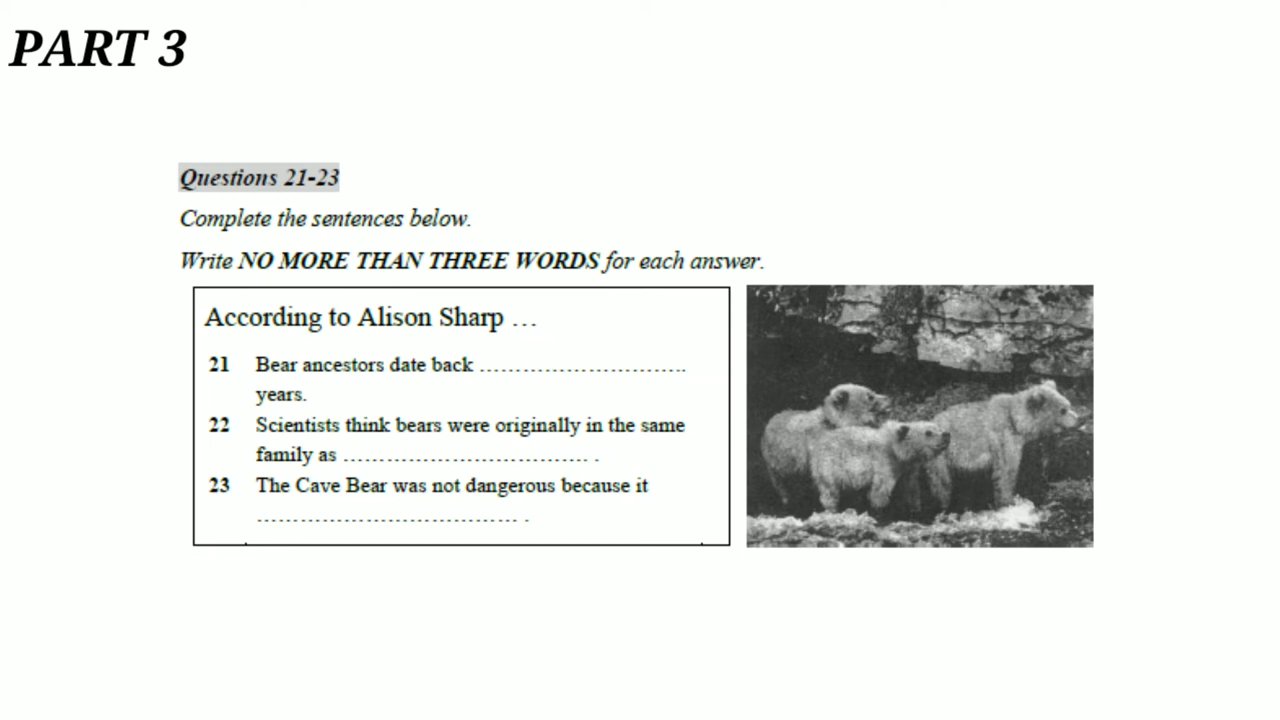 PART 3
Questions 21-23
Complete the sentences below.
Write NO MORE THAN THREE WORDS for each answer.
According to Alison Sharp …
21 Bear ancestors date back ……………………………..
years.
22 Scientists think bears were originally in the same
family as ……………………………. .
23 The Cave Bear was not dangerous because it
……………………………… .